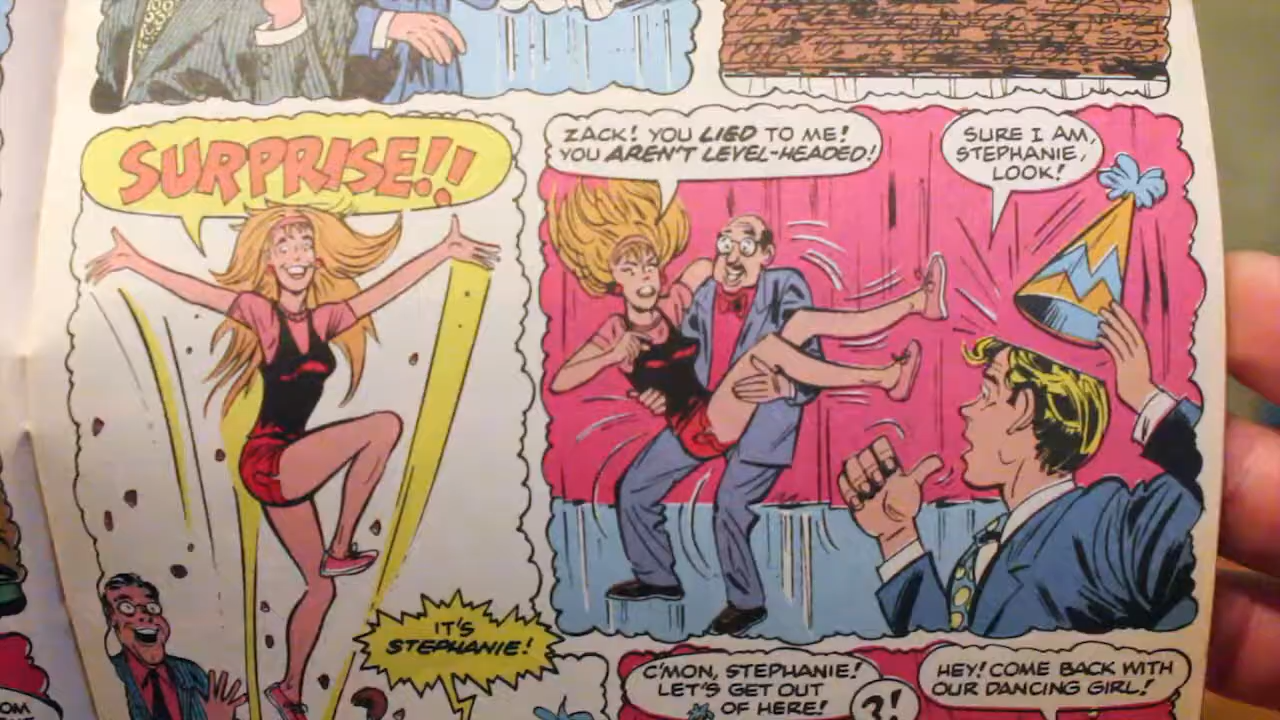 SURPRISE!!
ZACK! YOU LIED TO ME!
YOU AREN'T LEVEL-HEADED!
SURE I AM,
STEPHANIE,
LOOK!
IT'S
STEPHANIE!
C'MON, STEPHANIE!
LET'S GET OUT
OF HERE!
?!
HEY! COME BACK WITH
OUR DANCING GIRL!